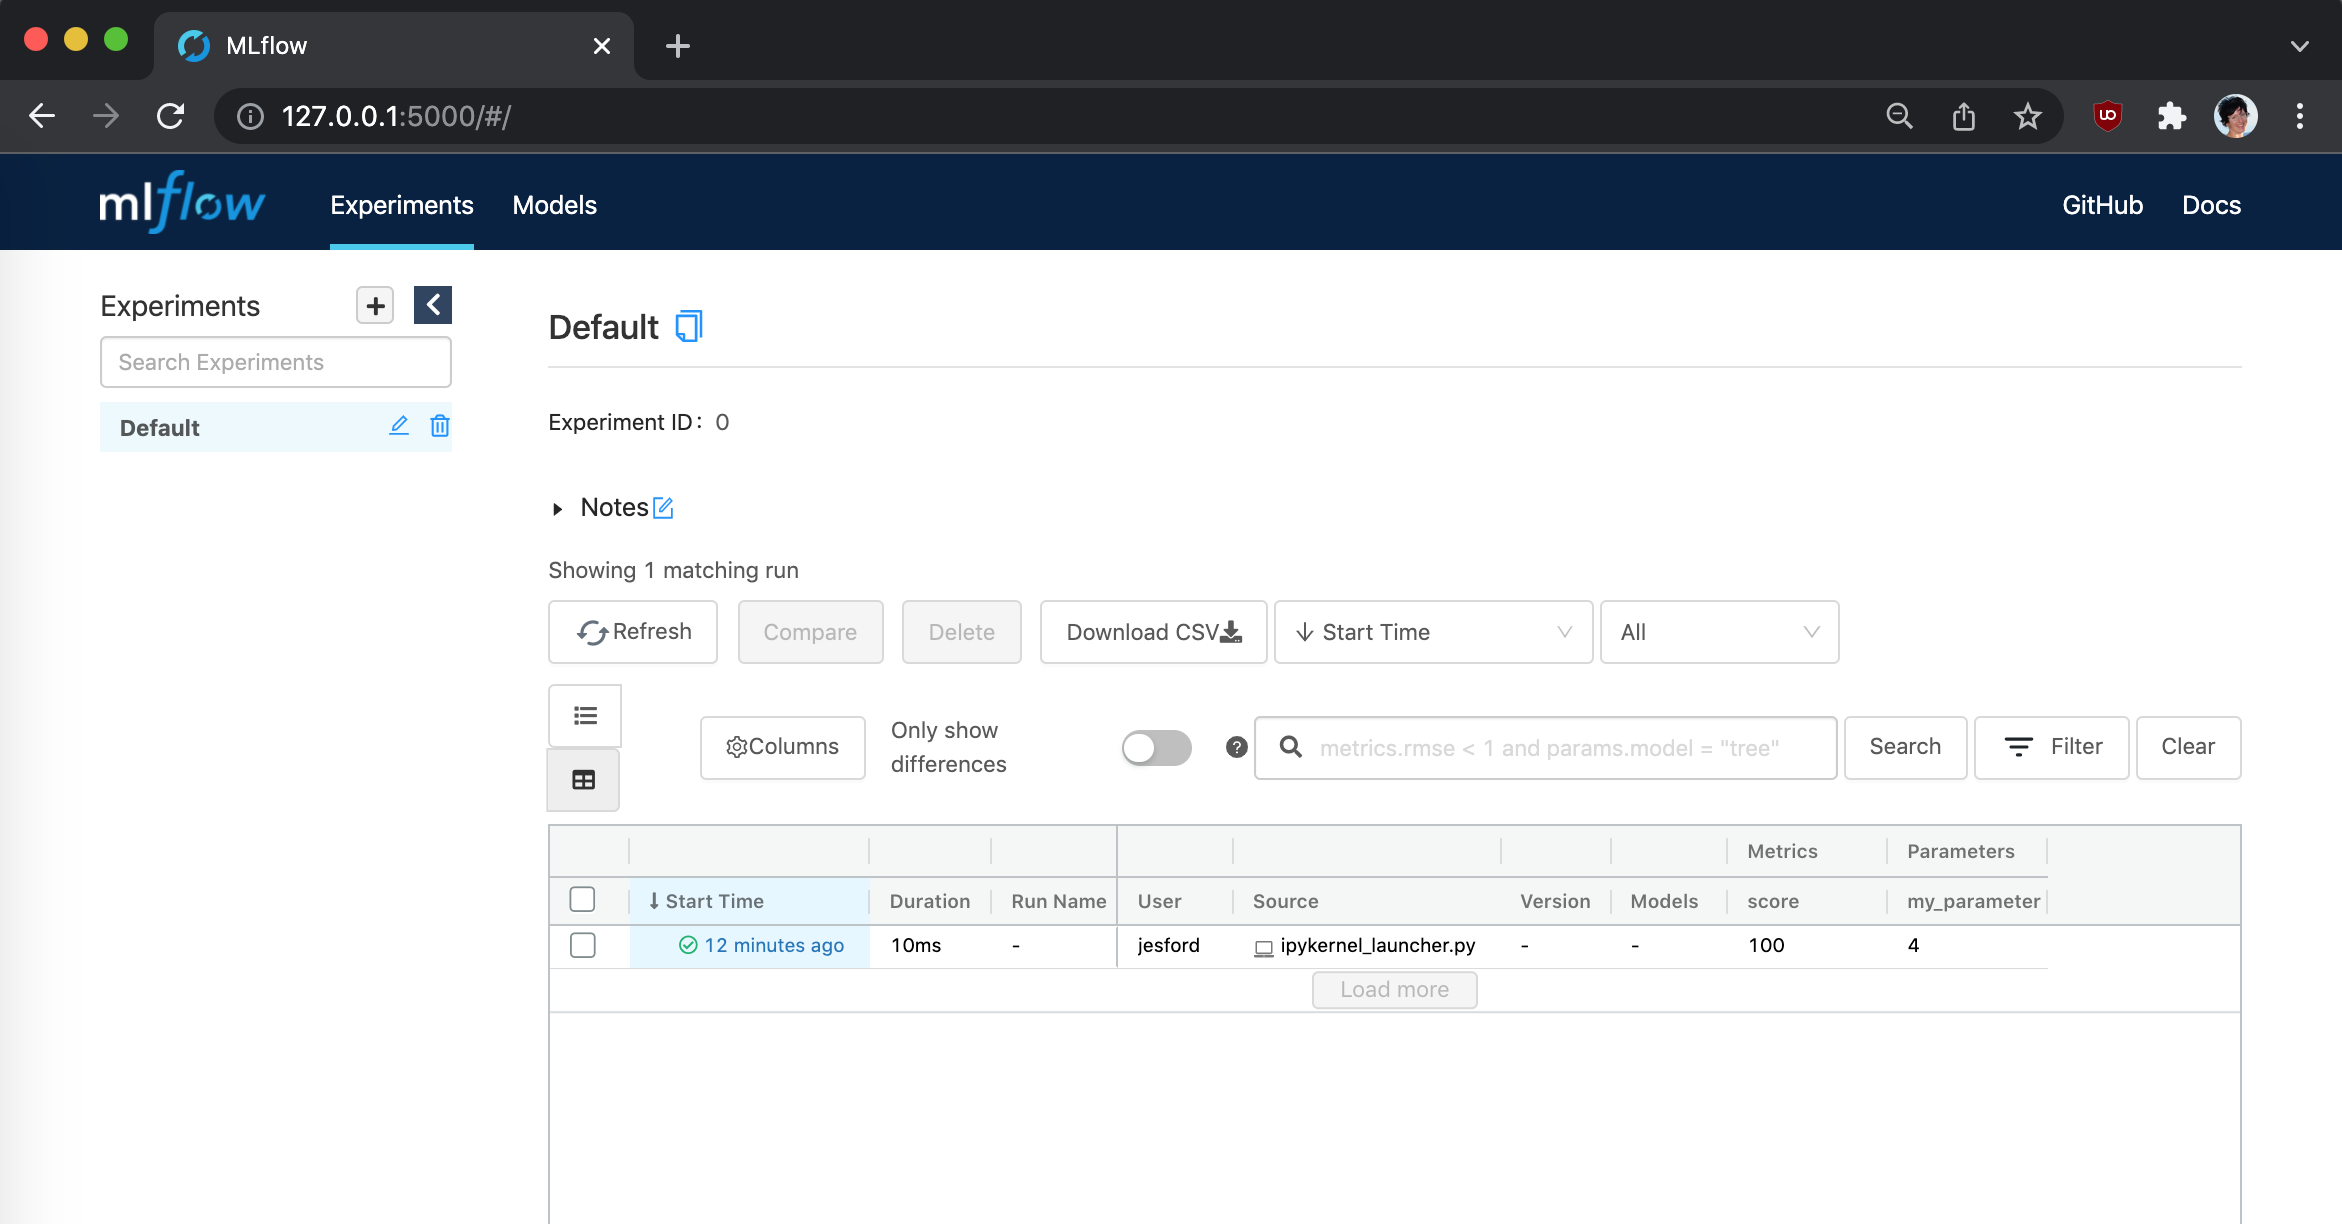 MLflow
127.0.0.1:5000/#/
mlflow Experiments Models GitHub Docs
Experiments
Search Experiments
Default
Default
Experiment ID: 0
Notes
Showing 1 matching run
Refresh Compare Delete Download CSV ↓ Start Time All
Columns Only show differences ? metrics.rmse < 1 and params.model = "tree" Search Filter Clear
Metrics Parameters
↓ Start Time Duration Run Name User Source Version Models score my_parameter
12 minutes ago 10ms - jesford ipykernel_launcher.py - - 100 4
Load more